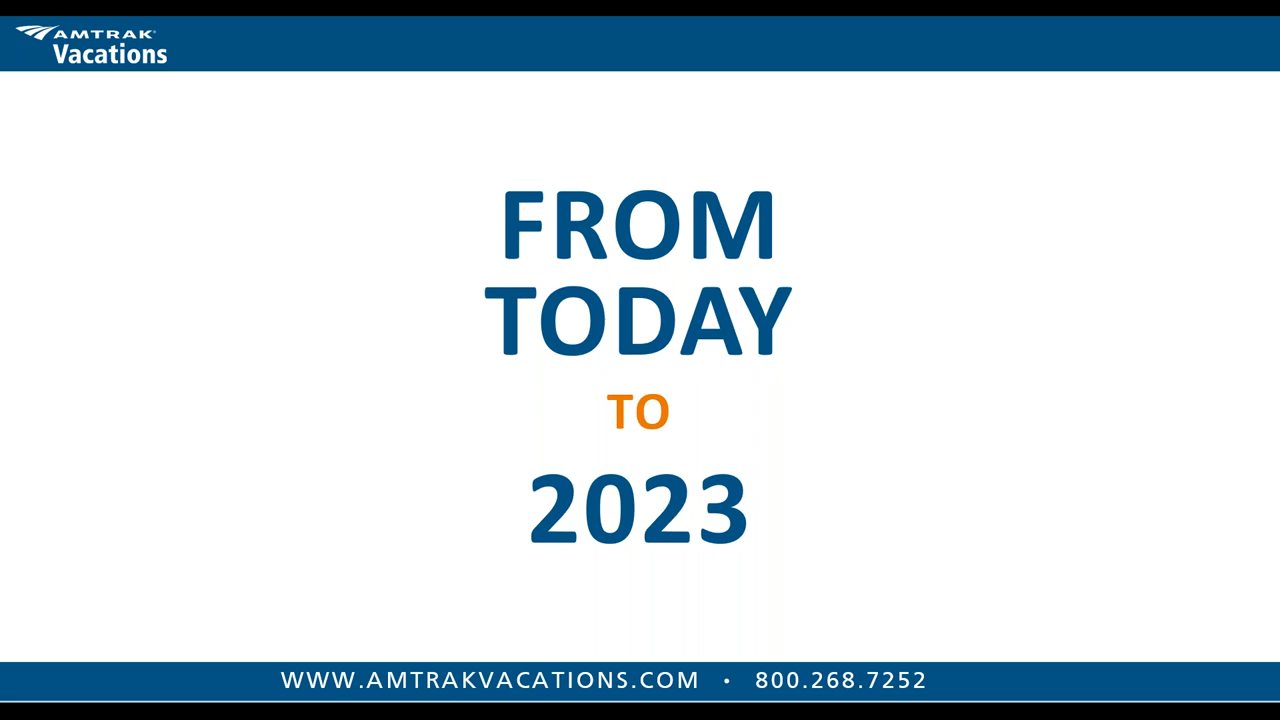 AMTRAK®
Vacations
FROM
TODAY
TO
2023
WWW.AMTRAKVACATIONS.COM • 800.268.7252